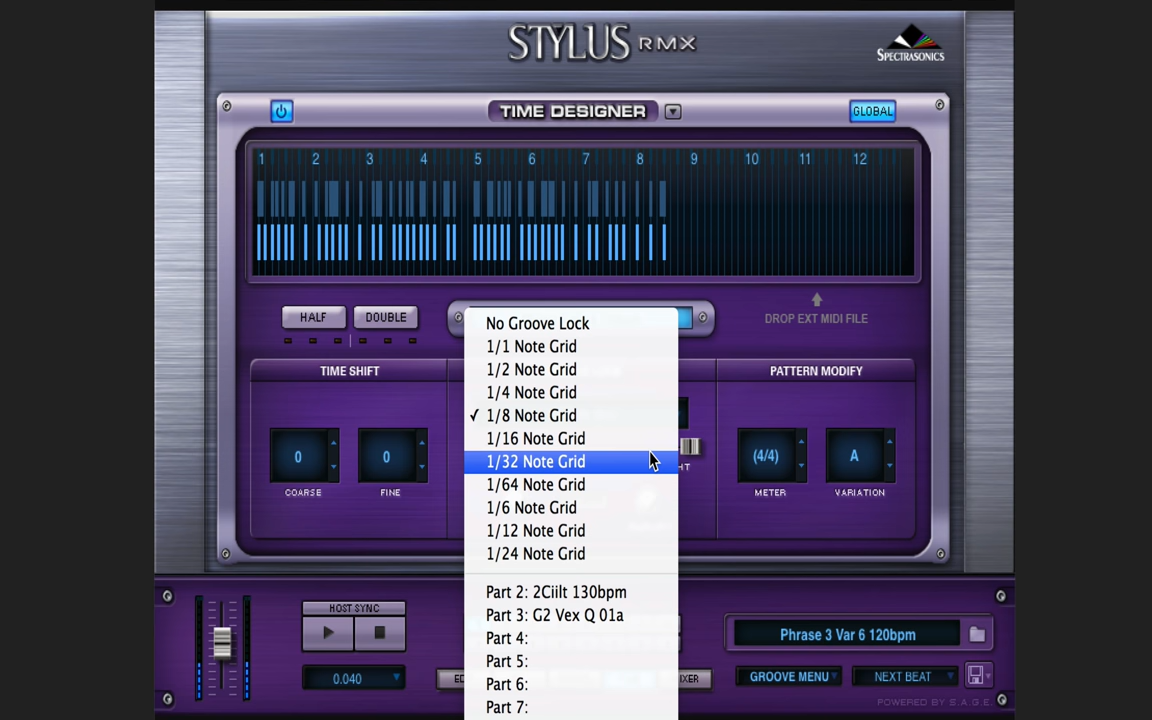 STYLUS RMX
SPECTRASONICS
TIME DESIGNER
GLOBAL
1 2 3 4 5 6 7 8 9 10 11 12
HALF
DOUBLE
DROP EXT MIDI FILE
TIME SHIFT
PATTERN MODIFY
0
0
(4/4)
A
COARSE
FINE
HT
METER
VARIATION
No Groove Lock
1/1 Note Grid
1/2 Note Grid
1/4 Note Grid
✓ 1/8 Note Grid
1/16 Note Grid
1/32 Note Grid
1/64 Note Grid
1/6 Note Grid
1/12 Note Grid
1/24 Note Grid
Part 2: 2Ciilt 130bpm
Part 3: G2 Vex Q 01a
Part 4:
Part 5:
Part 6:
Part 7:
HOST SYNC
0.040
ED
IXER
Phrase 3 Var 6 120bpm
GROOVE MENU
NEXT BEAT
POWERED BY S.A.G.E.